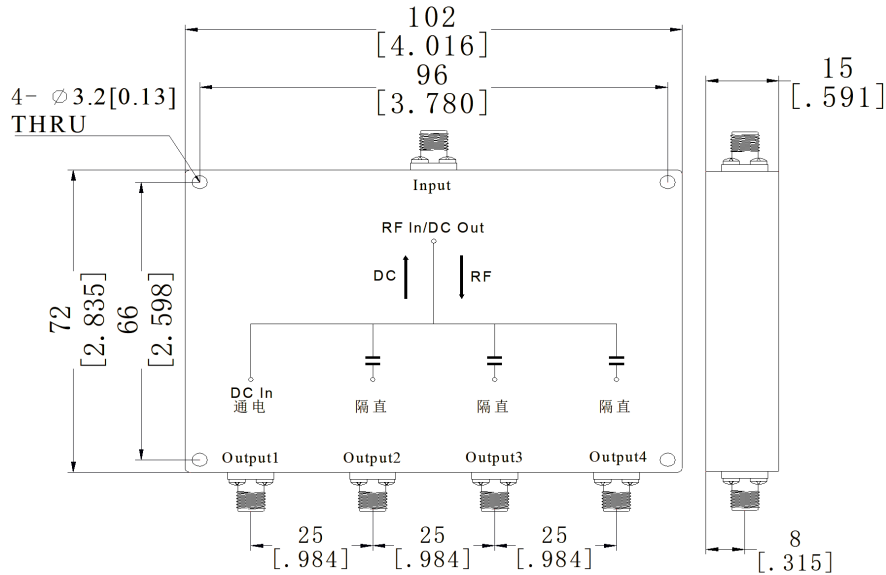 102
[4.016]
96
[3.780]
15
[.591]
4- ∅3.2[0.13]
THRU
Input
RF In/DC Out
DC
RF
72
[2.835]
66
[2.598]
DC In
通电
隔直
隔直
隔直
Output1
Output2
Output3
Output4
25
[.984]
25
[.984]
25
[.984]
8
[.315]